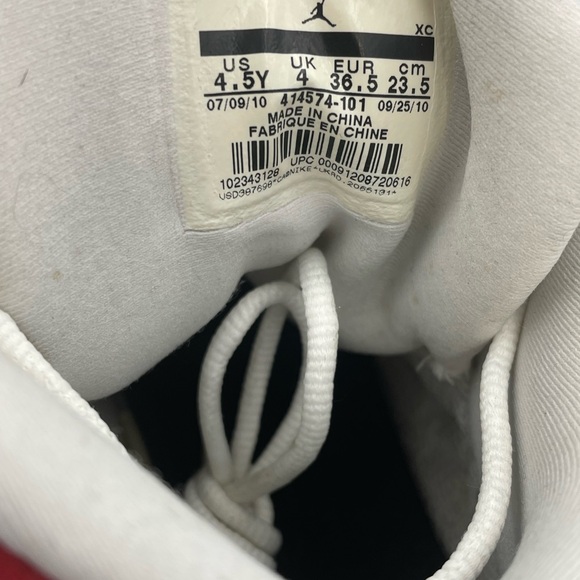 XC
US UK EUR cm
4.5Y 4 36.5 23.5
07/09/10 414574-101 09/25/10
MADE IN CHINA
FABRIQUE EN CHINE
102343128 UPC 00091208720616